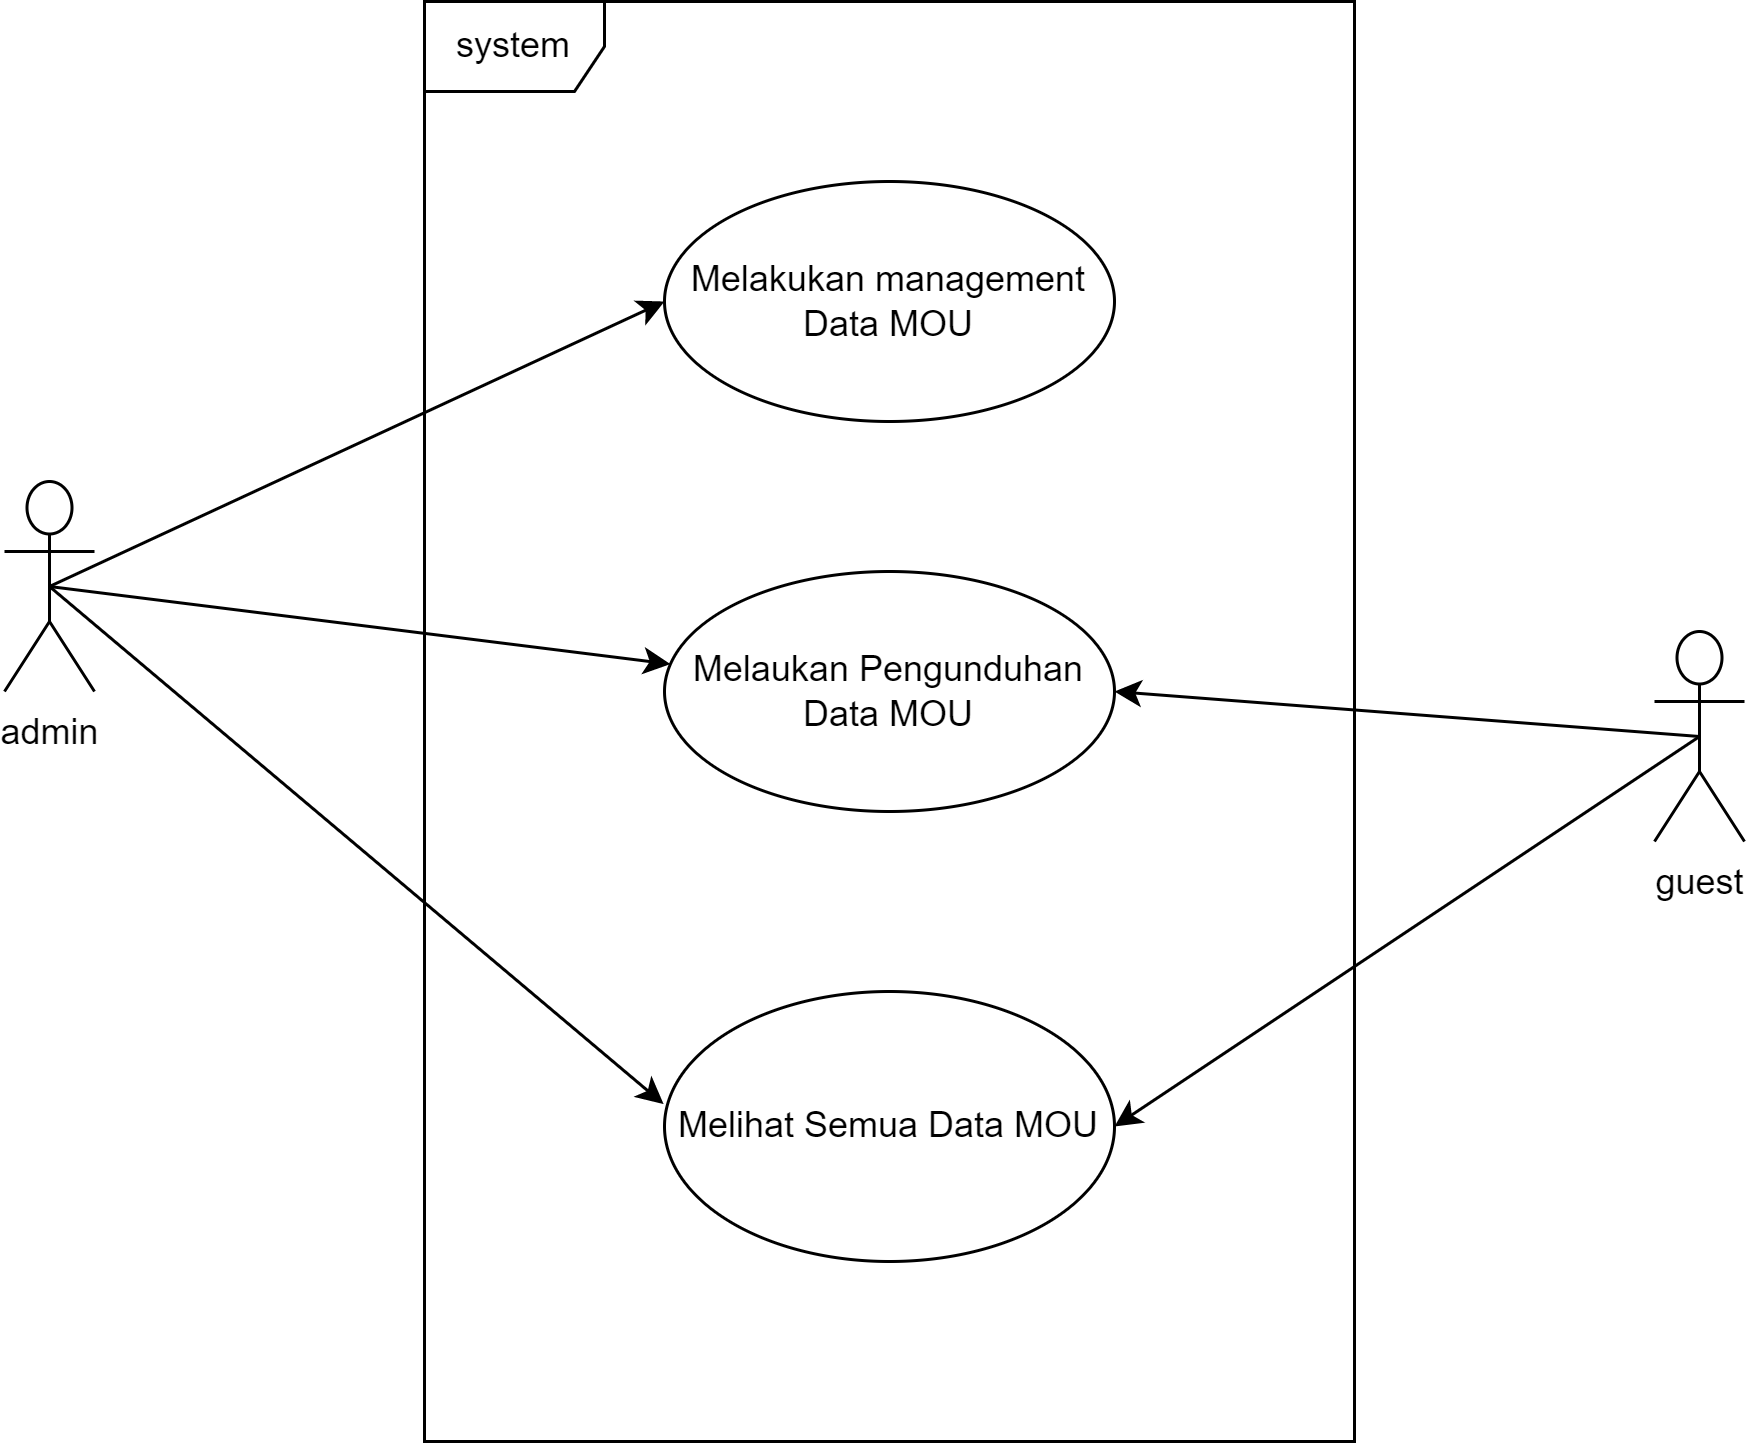 system
Melakukan management
Data MOU
admin
Melaukan Pengunduhan
Data MOU
guest
Melihat Semua Data MOU